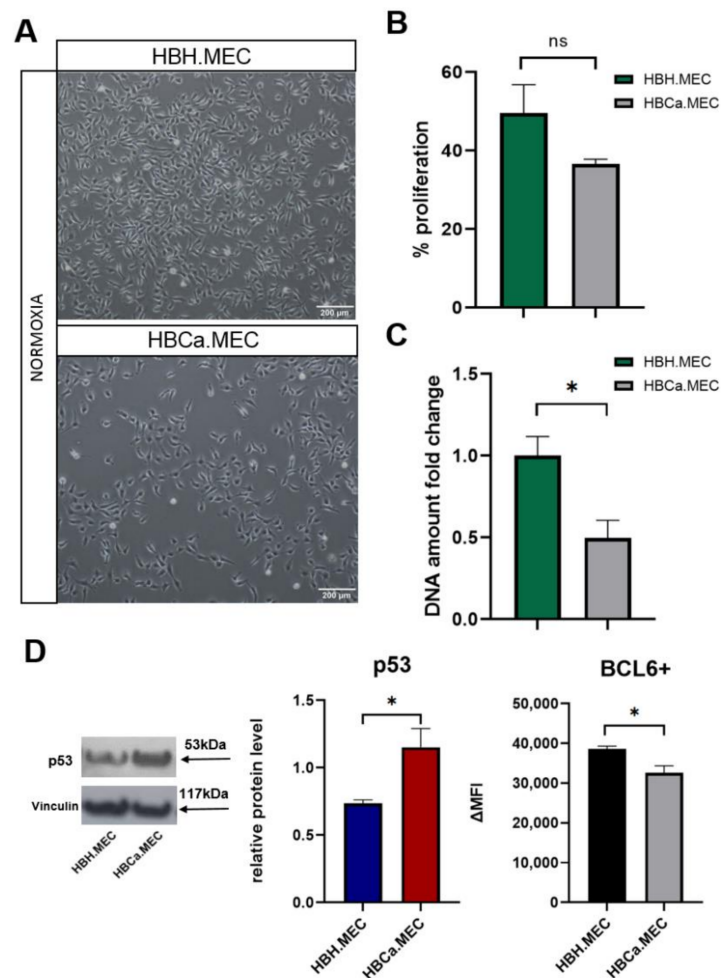 A
HBH.MEC
NORMOXIA
200 µm
HBCa.MEC
200 µm
B
ns
60
40
20
0
% proliferation
HBH.MEC
HBCa.MEC
C
HBH.MEC
HBCa.MEC
*
1.5
1.0
0.5
0.0
DNA amount fold change
D
p53
53kDa
Vinculin
117kDa
HBH.MEC
HBCa.MEC
p53
*
1.5
1.0
0.5
0.0
relative protein level
HBH.MEC
HBCa.MEC
BCL6+
*
50,000
40,000
30,000
20,000
10,000
0
ΔMFI
HBH.MEC
HBCa.MEC